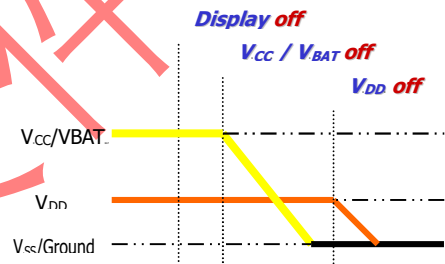 Display off
VCC / VBAT off
VDD off
VCC/VBAT
VDD
VSS/Ground